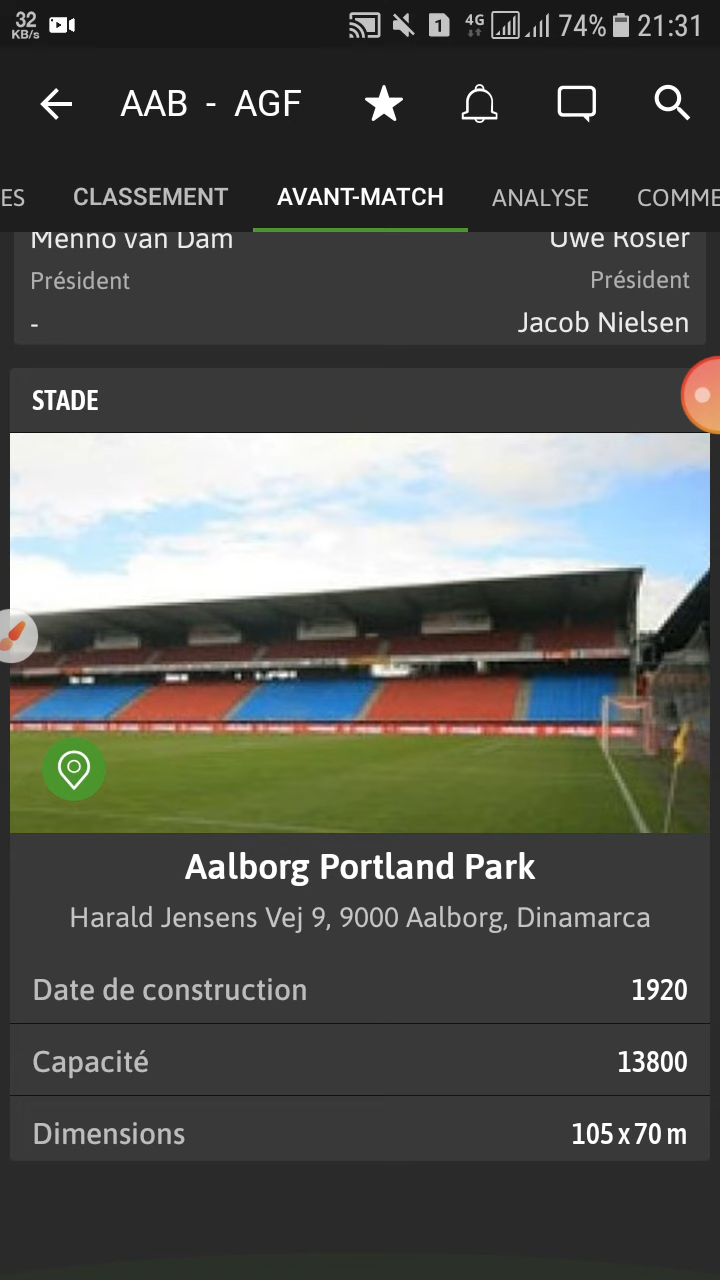 32
KB/s
1
4G
74%
21:31
AAB - AGF
ES CLASSEMENT AVANT-MATCH ANALYSE COMME
Menno van Dam Uwe Rösler
Président Président
- Jacob Nielsen
STADE
Aalborg Portland Park
Harald Jensens Vej 9, 9000 Aalborg, Dinamarca
Date de construction 1920
Capacité 13800
Dimensions 105 x 70 m